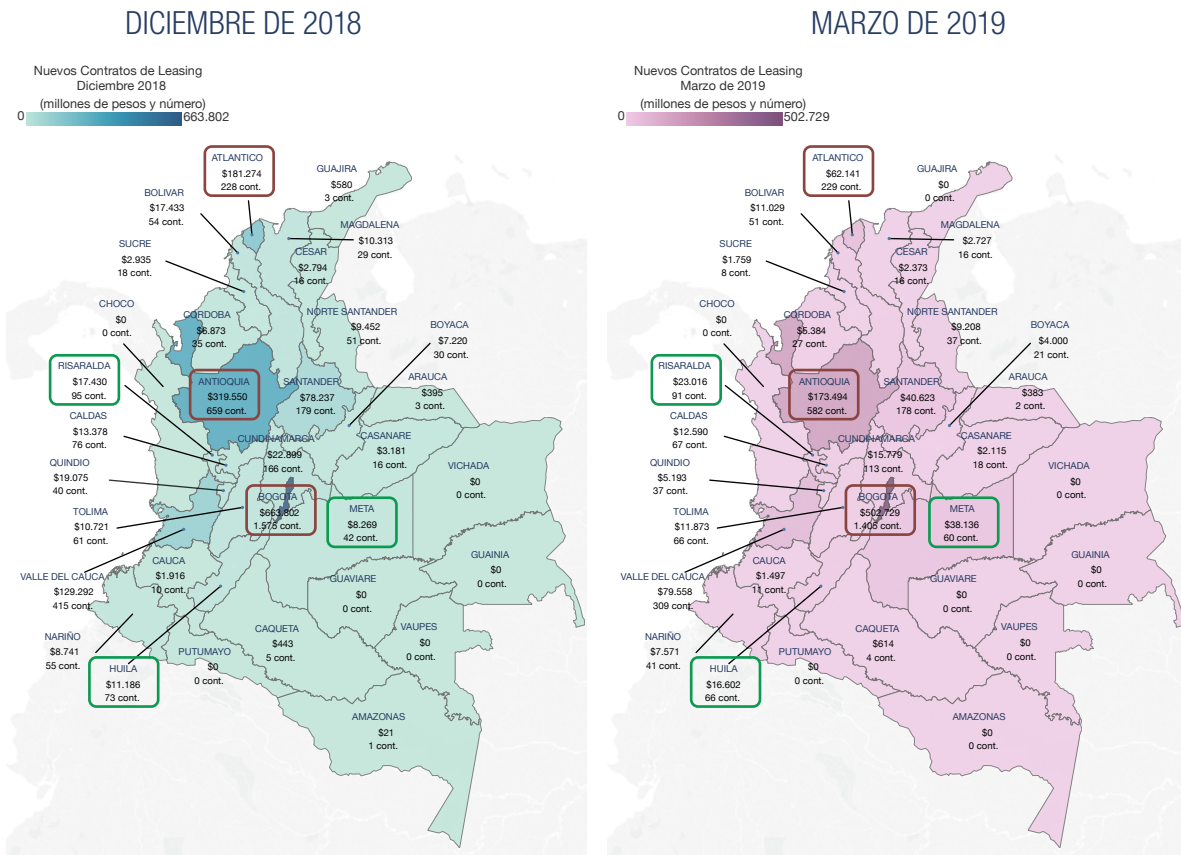 DICIEMBRE DE 2018
Nuevos Contratos de Leasing
Diciembre 2018
(millones de pesos y número)
0
663.802
ATLANTICO
$181.274
228 cont.
GUAJIRA
$580
3 cont.
BOLIVAR
$17.433
54 cont.
MAGDALENA
$10.313
29 cont.
SUCRE
$2.935
18 cont.
CESAR
$2.794
16 cont.
CHOCO
$0
0 cont.
CORDOBA
$6.873
35 cont.
NORTE SANTANDER
$9.452
51 cont.
BOYACA
$7.220
30 cont.
RISARALDA
$17.430
95 cont.
ANTIOQUIA
$319.550
659 cont.
SANTANDER
$78.237
179 cont.
ARAUCA
$395
3 cont.
CALDAS
$13.378
76 cont.
CUNDINAMARCA
$22.899
166 cont.
CASANARE
$3.181
16 cont.
QUINDIO
$19.075
40 cont.
VICHADA
$0
0 cont.
TOLIMA
$10.721
61 cont.
BOGOTA
$663.802
1.575 cont.
META
$8.269
42 cont.
VALLE DEL CAUCA
$129.292
415 cont.
CAUCA
$1.916
10 cont.
GUAINIA
$0
0 cont.
GUAVIARE
$0
0 cont.
NARIÑO
$8.741
55 cont.
CAQUETA
$443
5 cont.
VAUPES
$0
0 cont.
HUILA
$11.186
73 cont.
PUTUMAYO
$0
0 cont.
AMAZONAS
$21
1 cont.
MARZO DE 2019
Nuevos Contratos de Leasing
Marzo de 2019
(millones de pesos y número)
0
502.729
ATLANTICO
$62.141
229 cont.
GUAJIRA
$0
0 cont.
BOLIVAR
$11.029
51 cont.
MAGDALENA
$2.727
16 cont.
SUCRE
$1.759
8 cont.
CESAR
$2.373
16 cont.
CHOCO
$0
0 cont.
CORDOBA
$5.384
27 cont.
NORTE SANTANDER
$9.208
37 cont.
BOYACA
$4.000
21 cont.
RISARALDA
$23.016
91 cont.
ANTIOQUIA
$173.494
582 cont.
SANTANDER
$40.623
178 cont.
ARAUCA
$383
2 cont.
CALDAS
$12.590
67 cont.
CUNDINAMARCA
$15.779
113 cont.
CASANARE
$2.115
18 cont.
QUINDIO
$5.193
37 cont.
VICHADA
$0
0 cont.
TOLIMA
$11.873
66 cont.
BOGOTA
$502.729
1.405 cont.
META
$38.136
60 cont.
VALLE DEL CAUCA
$79.558
309 cont.
CAUCA
$1.497
11 cont.
GUAINIA
$0
0 cont.
GUAVIARE
$0
0 cont.
NARIÑO
$7.571
41 cont.
CAQUETA
$614
4 cont.
VAUPES
$0
0 cont.
HUILA
$16.602
66 cont.
PUTUMAYO
$0
0 cont.
AMAZONAS
$0
0 cont.